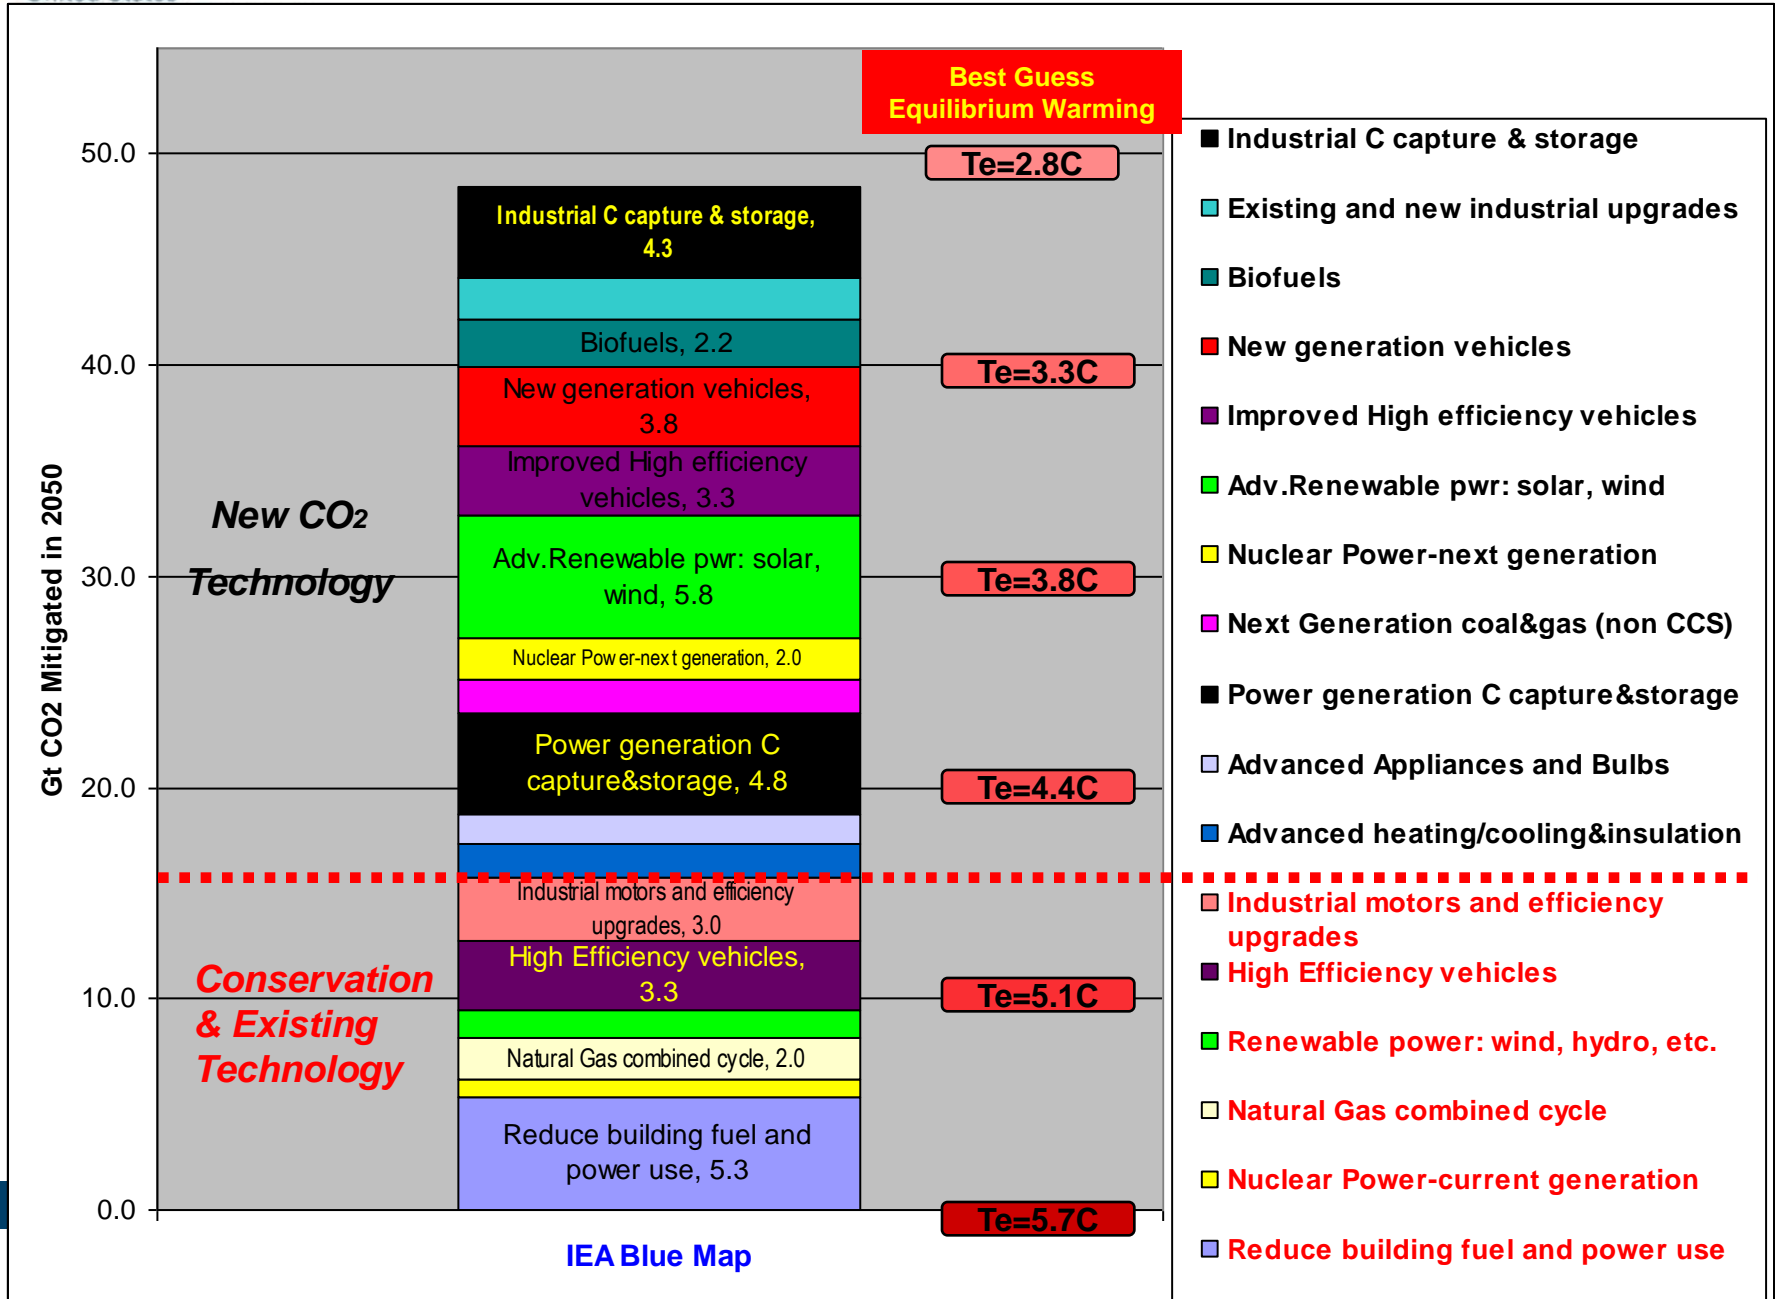 Best Guess
Equilibrium Warming
50.0
40.0
30.0
20.0
10.0
0.0
Gt CO2 Mitigated in 2050
New CO2
Technology
Conservation
& Existing
Technology
Industrial C capture & storage,
4.3
Biofuels, 2.2
New generation vehicles,
3.8
Improved High efficiency
vehicles, 3.3
Adv.Renewable pwr: solar,
wind, 5.8
Nuclear Power-next generation, 2.0
Power generation C
capture&storage, 4.8
Industrial motors and efficiency
upgrades, 3.0
High Efficiency vehicles,
3.3
Natural Gas combined cycle, 2.0
Reduce building fuel and
power use, 5.3
IEA Blue Map
Te=2.8C
Te=3.3C
Te=3.8C
Te=4.4C
Te=5.1C
Te=5.7C
Industrial C capture & storage
Existing and new industrial upgrades
Biofuels
New generation vehicles
Improved High efficiency vehicles
Adv.Renewable pwr: solar, wind
Nuclear Power-next generation
Next Generation coal&gas (non CCS)
Power generation C capture&storage
Advanced Appliances and Bulbs
Advanced heating/cooling&insulation
Industrial motors and efficiency
upgrades
High Efficiency vehicles
Renewable power: wind, hydro, etc.
Natural Gas combined cycle
Nuclear Power-current generation
Reduce building fuel and power use